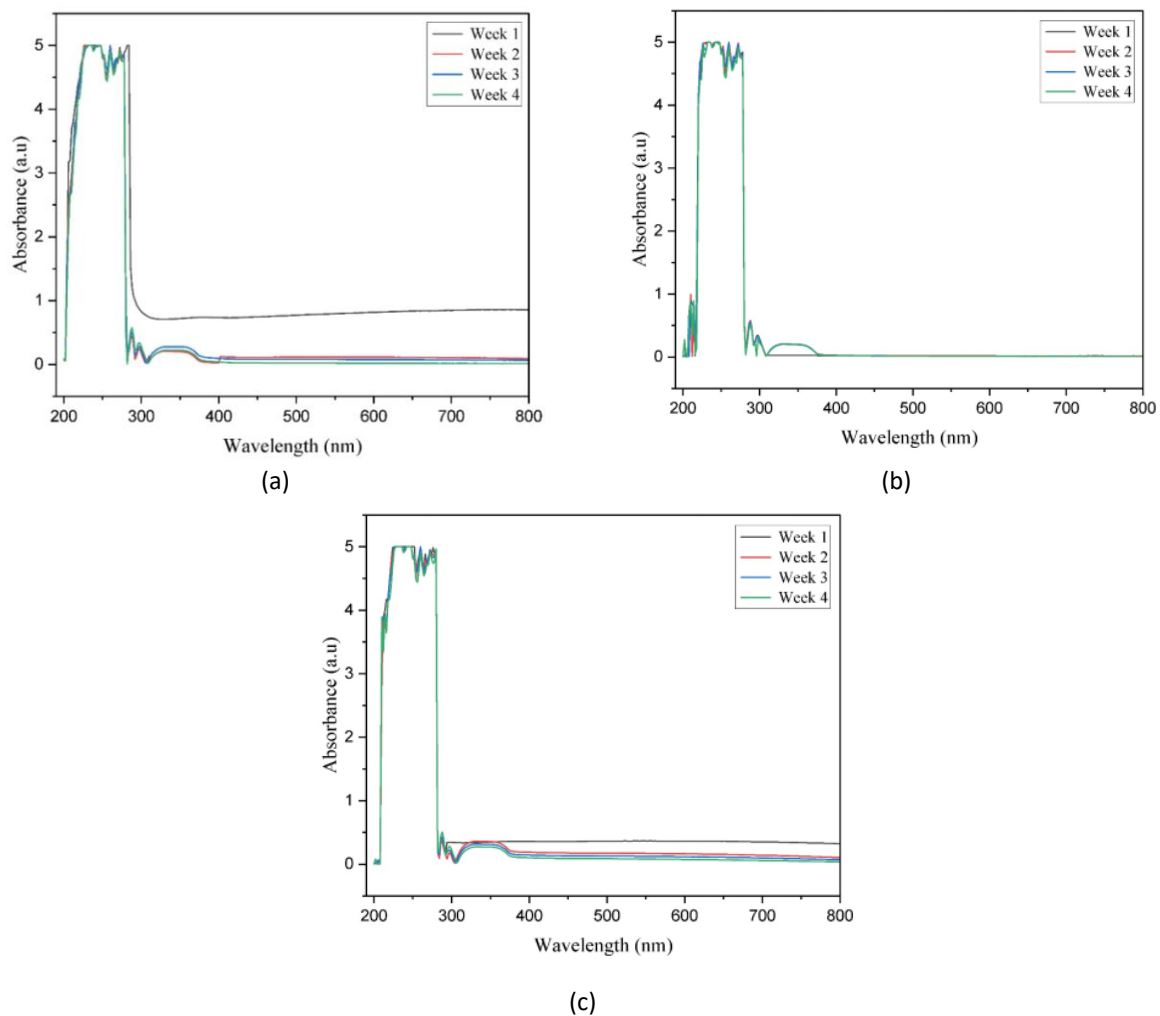 Week 1
Week 2
Week 3
Week 4
5
4
3
2
1
0
Absorbance (a.u)
200 300 400 500 600 700 800
Wavelength (nm)
(a)
Week 1
Week 2
Week 3
Week 4
5
4
3
2
1
0
Absorbance (a.u)
200 300 400 500 600 700 800
Wavelength (nm)
(b)
Week 1
Week 2
Week 3
Week 4
5
4
3
2
1
0
Absorbance (a.u)
200 300 400 500 600 700 800
Wavelength (nm)
(c)